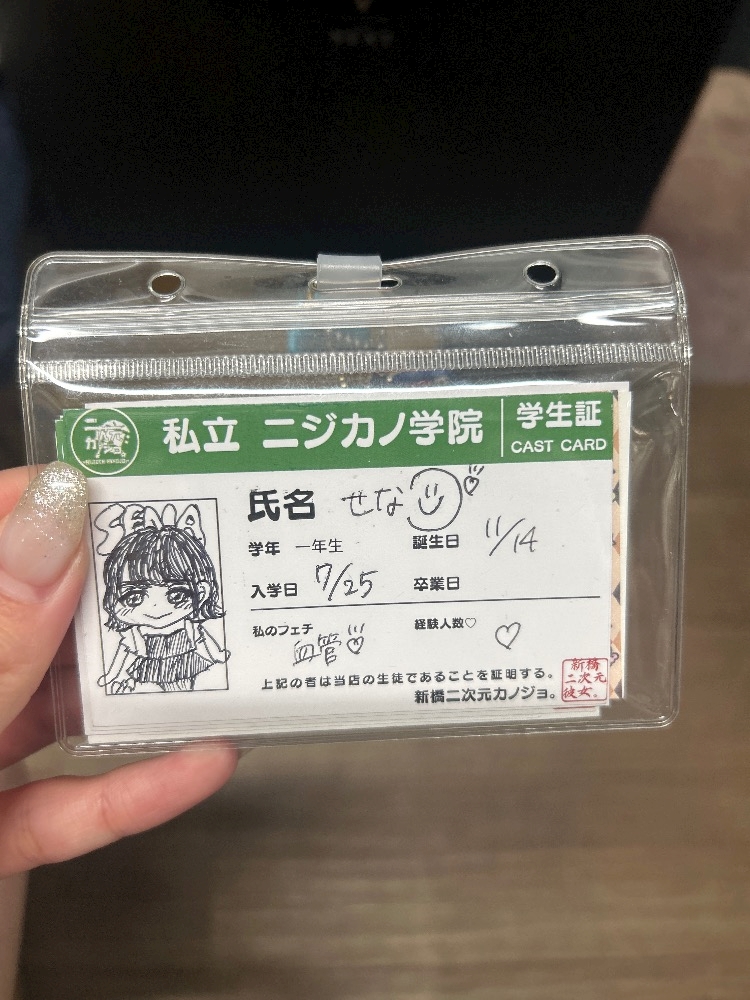 私立 ニジカノ学院 学生証
CAST CARD
SENA
氏名 せな
学年 一年生 誕生日 11/14
入学日 7/25 卒業日
私のフェチ 血管 経験人数♡ ♡
上記の者は当店の生徒であることを証明する。
新橋二次元カノジョ。
新橋
二次元
彼女。